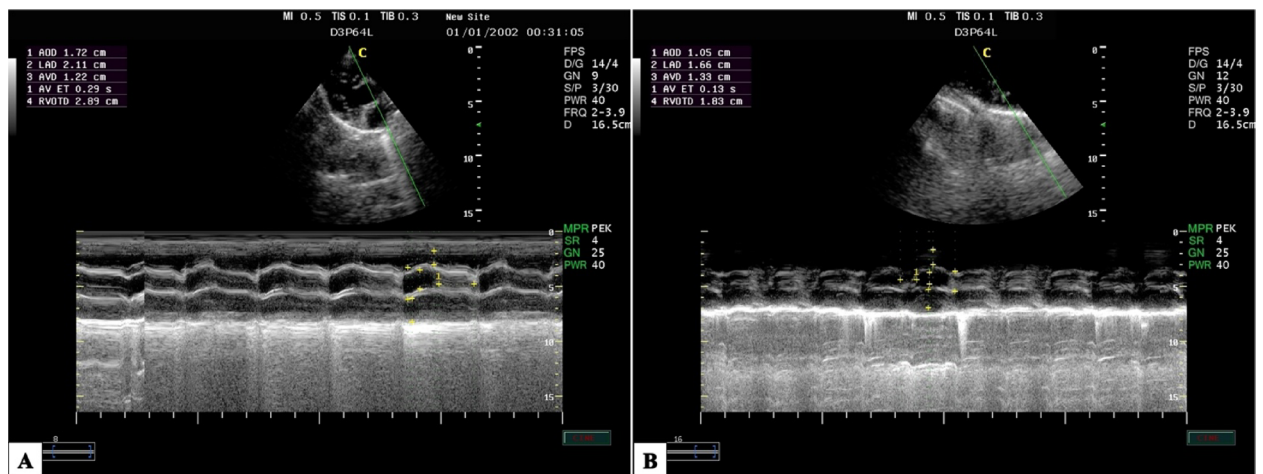 MI 0.5 TIS 0.1 TIB 0.3 New Site
D3P64L 01/01/2002 00:31:05
1 AOD 1.72 cm
2 LAD 2.11 cm
3 AVD 1.22 cm
1 AV ET 0.29 s
4 RVOTD 2.89 cm
C
0
5
10
15
FPS
D/G 14/4
GN 9
S/P 3/30
PWR 40
FRQ 2-3.9
D 16.5cm
MPR PEK
SR 4
GN 25
PWR 40
0
5
10
15
1
8
A
MI 0.5 TIS 0.1 TIB 0.3
D3P64L
1 AOD 1.05 cm
2 LAD 1.66 cm
3 AVD 1.33 cm
1 AV ET 0.13 s
4 RVOTD 1.83 cm
C
0
5
10
15
FPS
D/G 14/4
GN 12
S/P 3/30
PWR 40
FRQ 2-3.9
D 16.5cm
MPR PEK
SR 4
GN 25
PWR 40
0
5
10
15
1
16
B